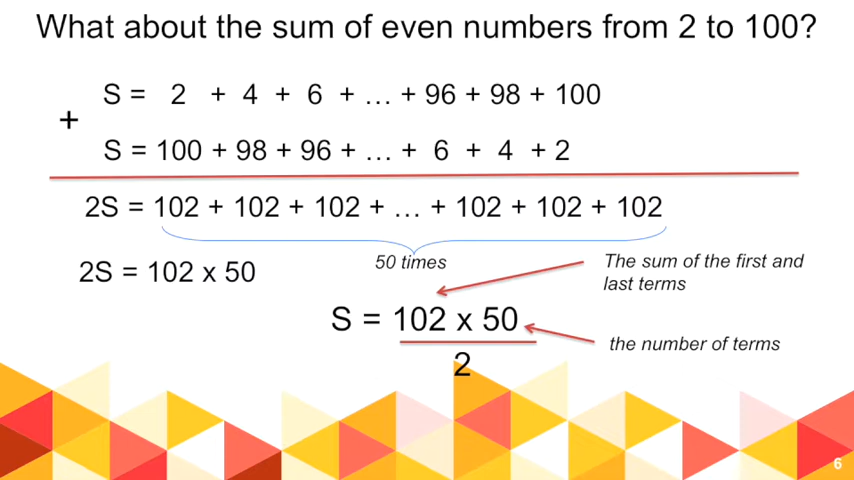 What about the sum of even numbers from 2 to 100?
S = 2 + 4 + 6 + … + 96 + 98 + 100
+
S = 100 + 98 + 96 + … + 6 + 4 + 2
2S = 102 + 102 + 102 + … + 102 + 102 + 102
50 times
2S = 102 x 50
The sum of the first and
last terms
S = 102 x 50
2
the number of terms
6